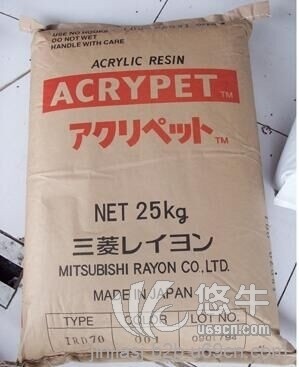 USE NO HOOKS
DO NOT WET
HANDLE WITH CARE
ACRYLIC RESIN
ACRYPET TM
アクリペット TM
NET 25kg
三菱レイヨン
MITSUBISHI RAYON CO.,LTD.
MADE IN JAPAN
TYPE COLOR LOT NO.
IRD70 001
悠牛
u69cn.com